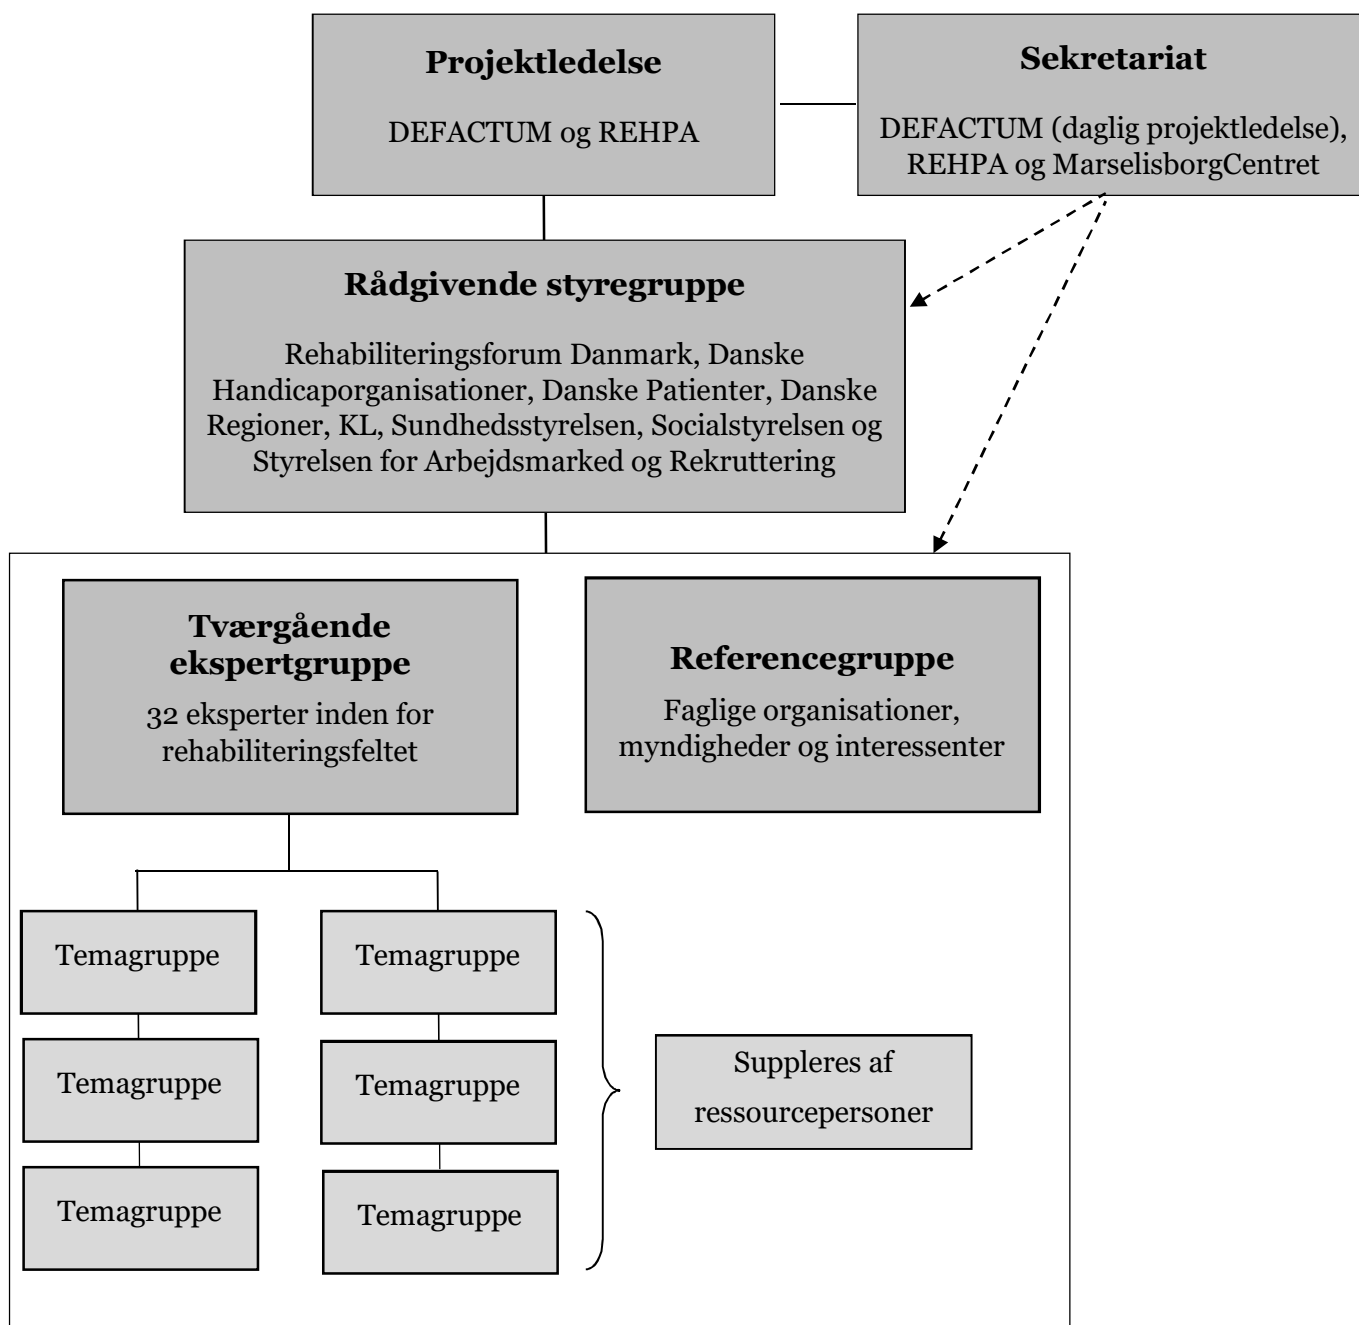 Projektledelse
DEFACTUM og REHPA
Sekretariat
DEFACTUM (daglig projektledelse),
REHPA og MarselisborgCentret
Rådgivende styregruppe
Rehabiliteringsforum Danmark, Danske
Handicaporganisationer, Danske Patienter, Danske
Regioner, KL, Sundhedsstyrelsen, Socialstyrelsen og
Styrelsen for Arbejdsmarked og Rekruttering
Tværgående
ekspertgruppe
32 eksperter inden for
rehabiliteringsfeltet
Referencegruppe
Faglige organisationer,
myndigheder og interessenter
Temagruppe
Temagruppe
Temagruppe
Temagruppe
Temagruppe
Temagruppe
Suppleres af
ressourcepersoner